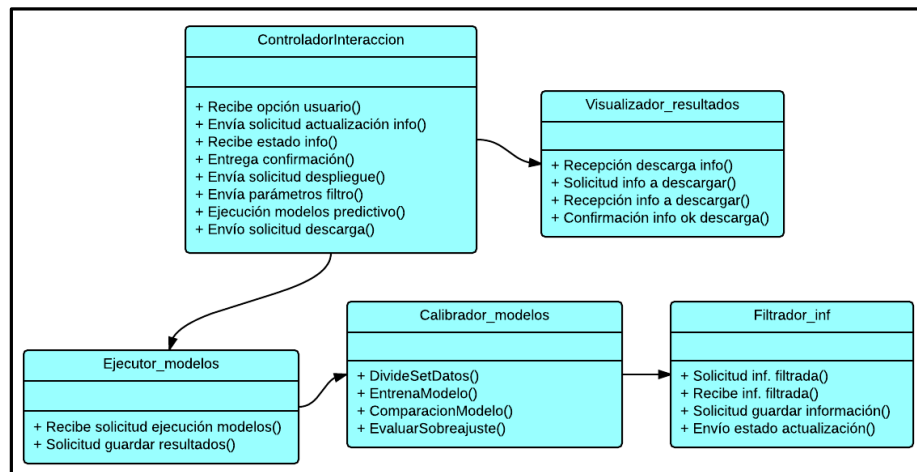 ControladorInteraccion
+ Recibe opción usuario()
+ Envía solicitud actualización info()
+ Recibe estado info()
+ Entrega confirmación()
+ Envía solicitud despliegue()
+ Envía parámetros filtro()
+ Ejecución modelos predictivo()
+ Envío solicitud descarga()
Visualizador_resultados
+ Recepción descarga info()
+ Solicitud info a descargar()
+ Recepción info a descargar()
+ Confirmación info ok descarga()
Ejecutor_modelos
+ Recibe solicitud ejecución modelos()
+ Solicitud guardar resultados()
Calibrador_modelos
+ DivideSetDatos()
+ EntrenaModelo()
+ ComparacionModelo()
+ EvaluarSobreajuste()
Filtrador_inf
+ Solicitud inf. filtrada()
+ Recibe inf. filtrada()
+ Solicitud guardar información()
+ Envío estado actualización()